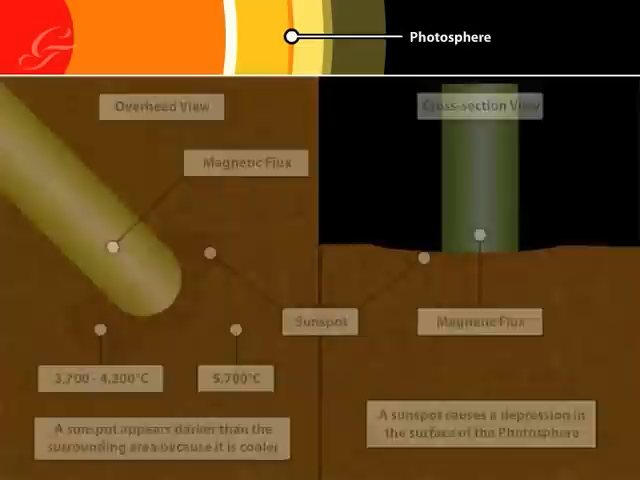 Photosphere
Overhead View
Cross-section View
Magnetic Flux
Sunspot
Magnetic Flux
3,700 - 4,200°C
5,700°C
A sunspot appears darker than the
surrounding area because it is cooler
A sunspot causes a depression in
the surface of the Photosphere